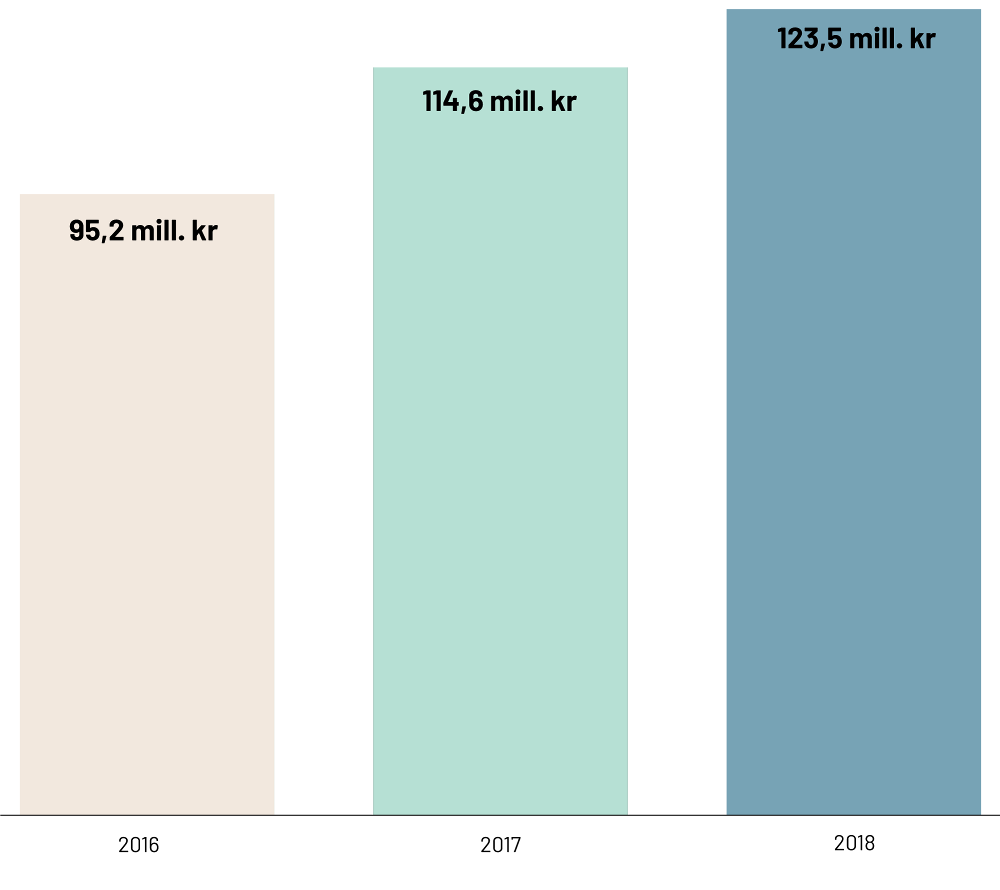 123,5 mill. kr
114,6 mill. kr
95,2 mill. kr
2016
2017
2018